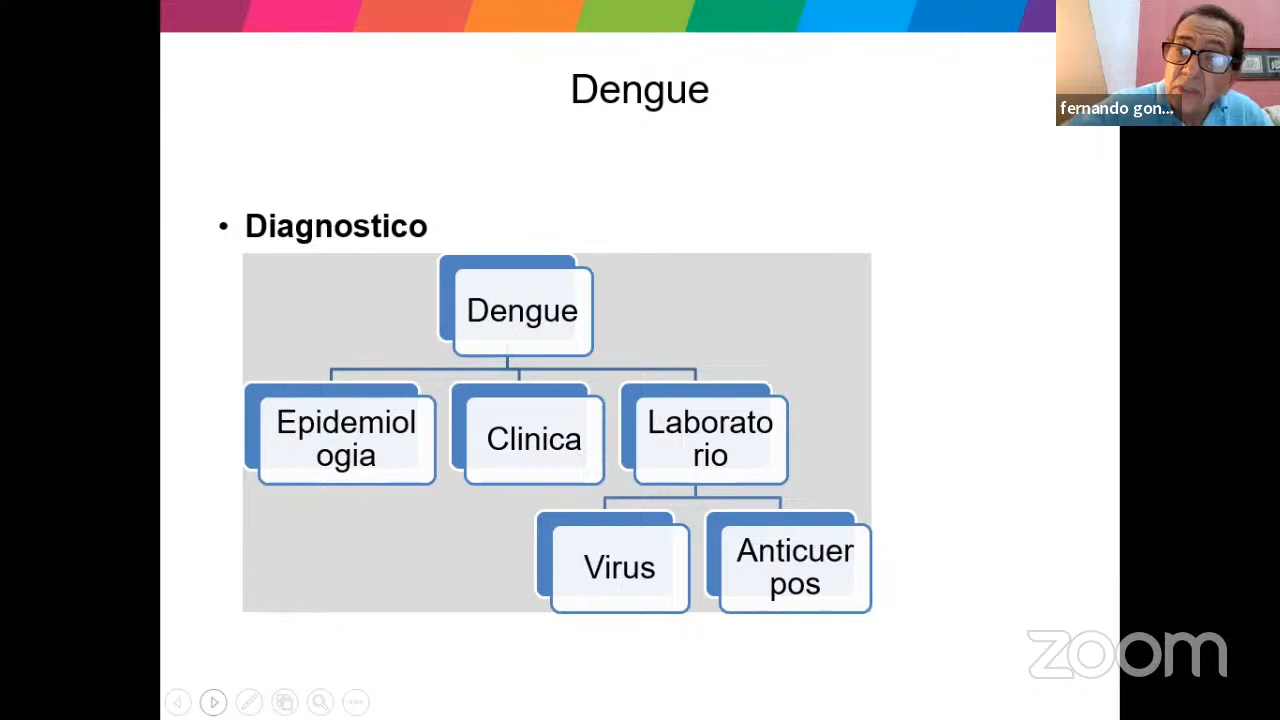 Dengue
fernando gon...
• Diagnostico
Dengue
Epidemiol
ogia
Clinica
Laborato
rio
Virus
Anticuer
pos
zoom